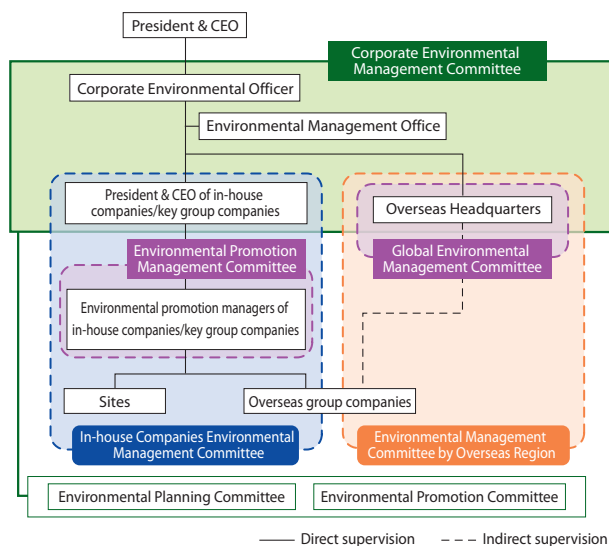 President & CEO
Corporate Environmental
Management Committee
Corporate Environmental Officer
Environmental Management Office
President & CEO of in-house
companies/key group companies
Overseas Headquarters
Environmental Promotion
Management Committee
Global Environmental
Management Committee
Environmental promotion managers of
in-house companies/key group companies
Sites
Overseas group companies
In-house Companies Environmental
Management Committee
Environmental Management
Committee by Overseas Region
Environmental Planning Committee
Environmental Promotion Committee
Direct supervision
Indirect supervision